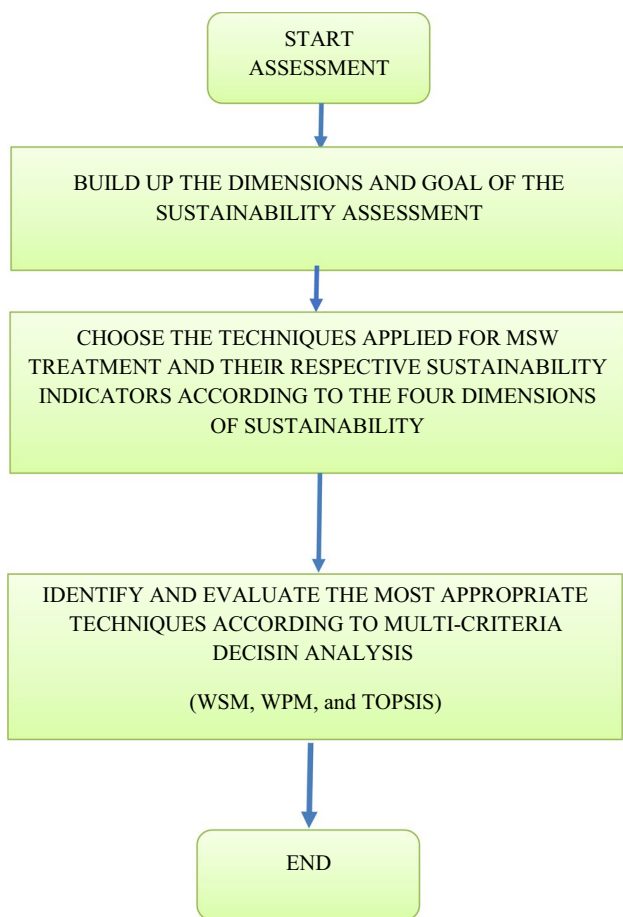 START
ASSESSMENT
BUILD UP THE DIMENSIONS AND GOAL OF THE
SUSTAINABILITY ASSESSMENT
CHOOSE THE TECHNIQUES APPLIED FOR MSW
TREATMENT AND THEIR RESPECTIVE SUSTAINABILITY
INDICATORS ACCORDING TO THE FOUR DIMENSIONS
OF SUSTAINABILITY
IDENTIFY AND EVALUATE THE MOST APPROPRIATE
TECHNIQUES ACCORDING TO MULTI-CRITERIA
DECISIN ANALYSIS
(WSM, WPM, and TOPSIS)
END